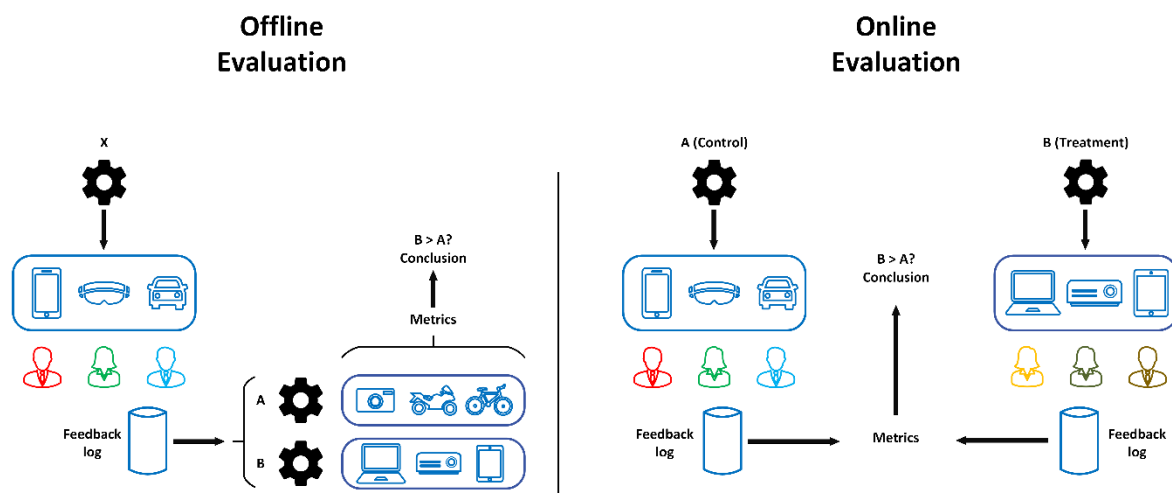 Offline
Evaluation
X
B > A?
Conclusion
Metrics
A
B
Feedback
log
Online
Evaluation
A (Control)
B (Treatment)
B > A?
Conclusion
Feedback
log
Metrics
Feedback
log